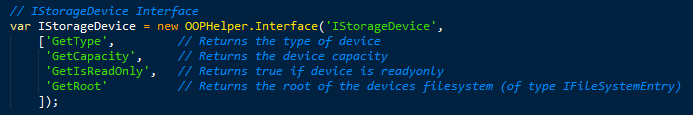 // IStorageDevice Interface
var IStorageDevice = new OOPHelper.Interface('IStorageDevice',
    ['GetType',         // Returns the type of device
     'GetCapacity',     // Returns the device capacity
     'GetIsReadOnly',   // Returns true if device is readyonly
     'GetRoot'          // Returns the root of the devices filesystem (of type IFileSystemEntry)
    ]);